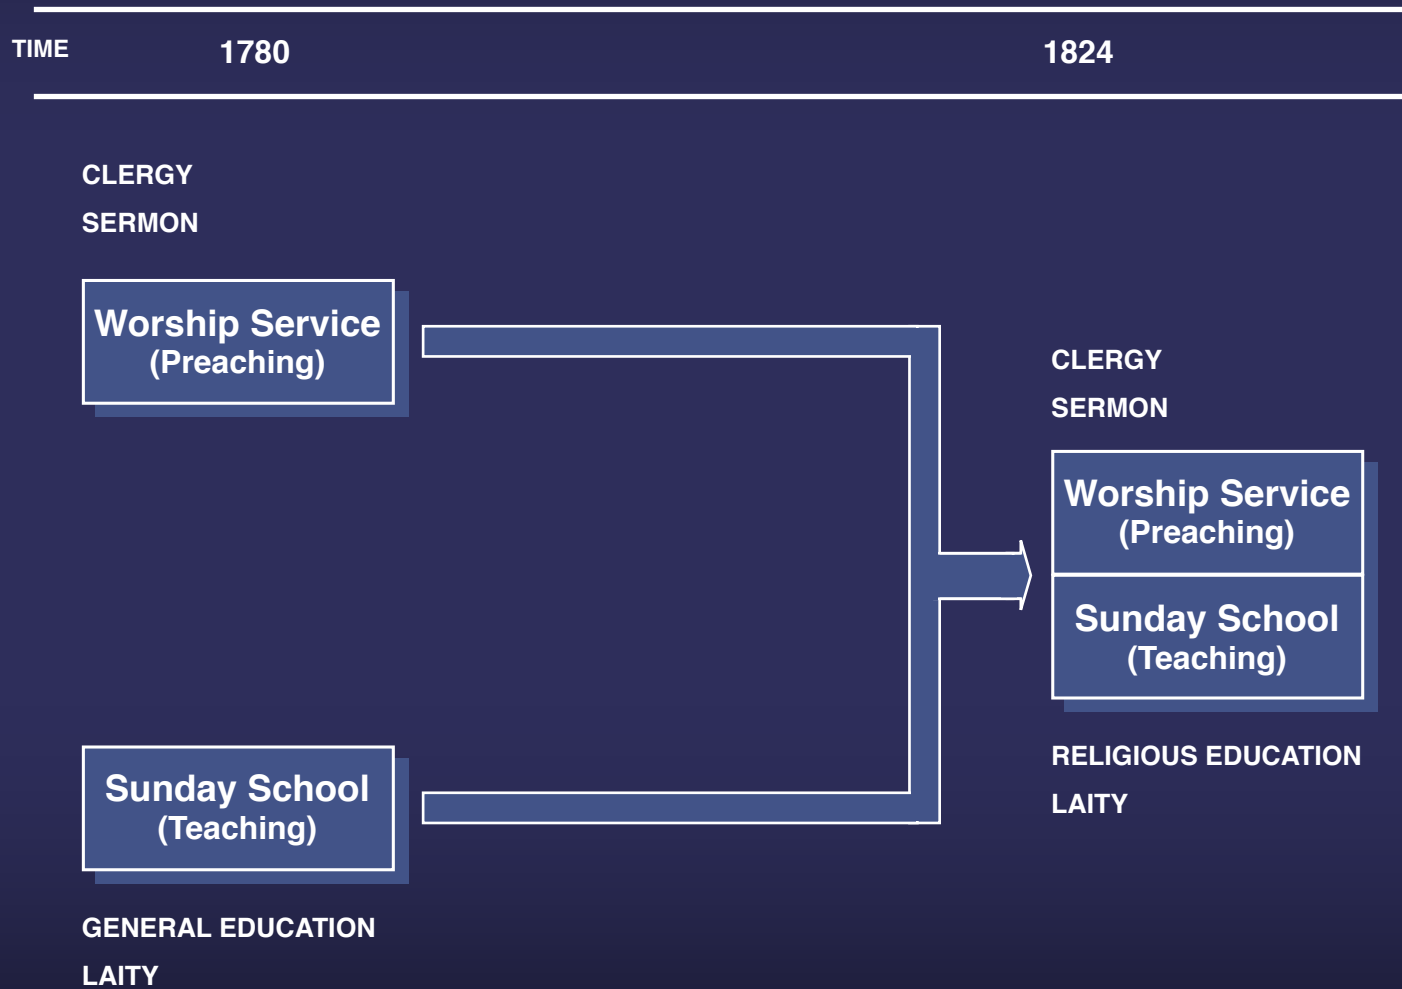 TIME 1780 1824
CLERGY
SERMON
Worship Service
(Preaching)
Sunday School
(Teaching)
GENERAL EDUCATION
LAITY
CLERGY
SERMON
Worship Service
(Preaching)
Sunday School
(Teaching)
RELIGIOUS EDUCATION
LAITY